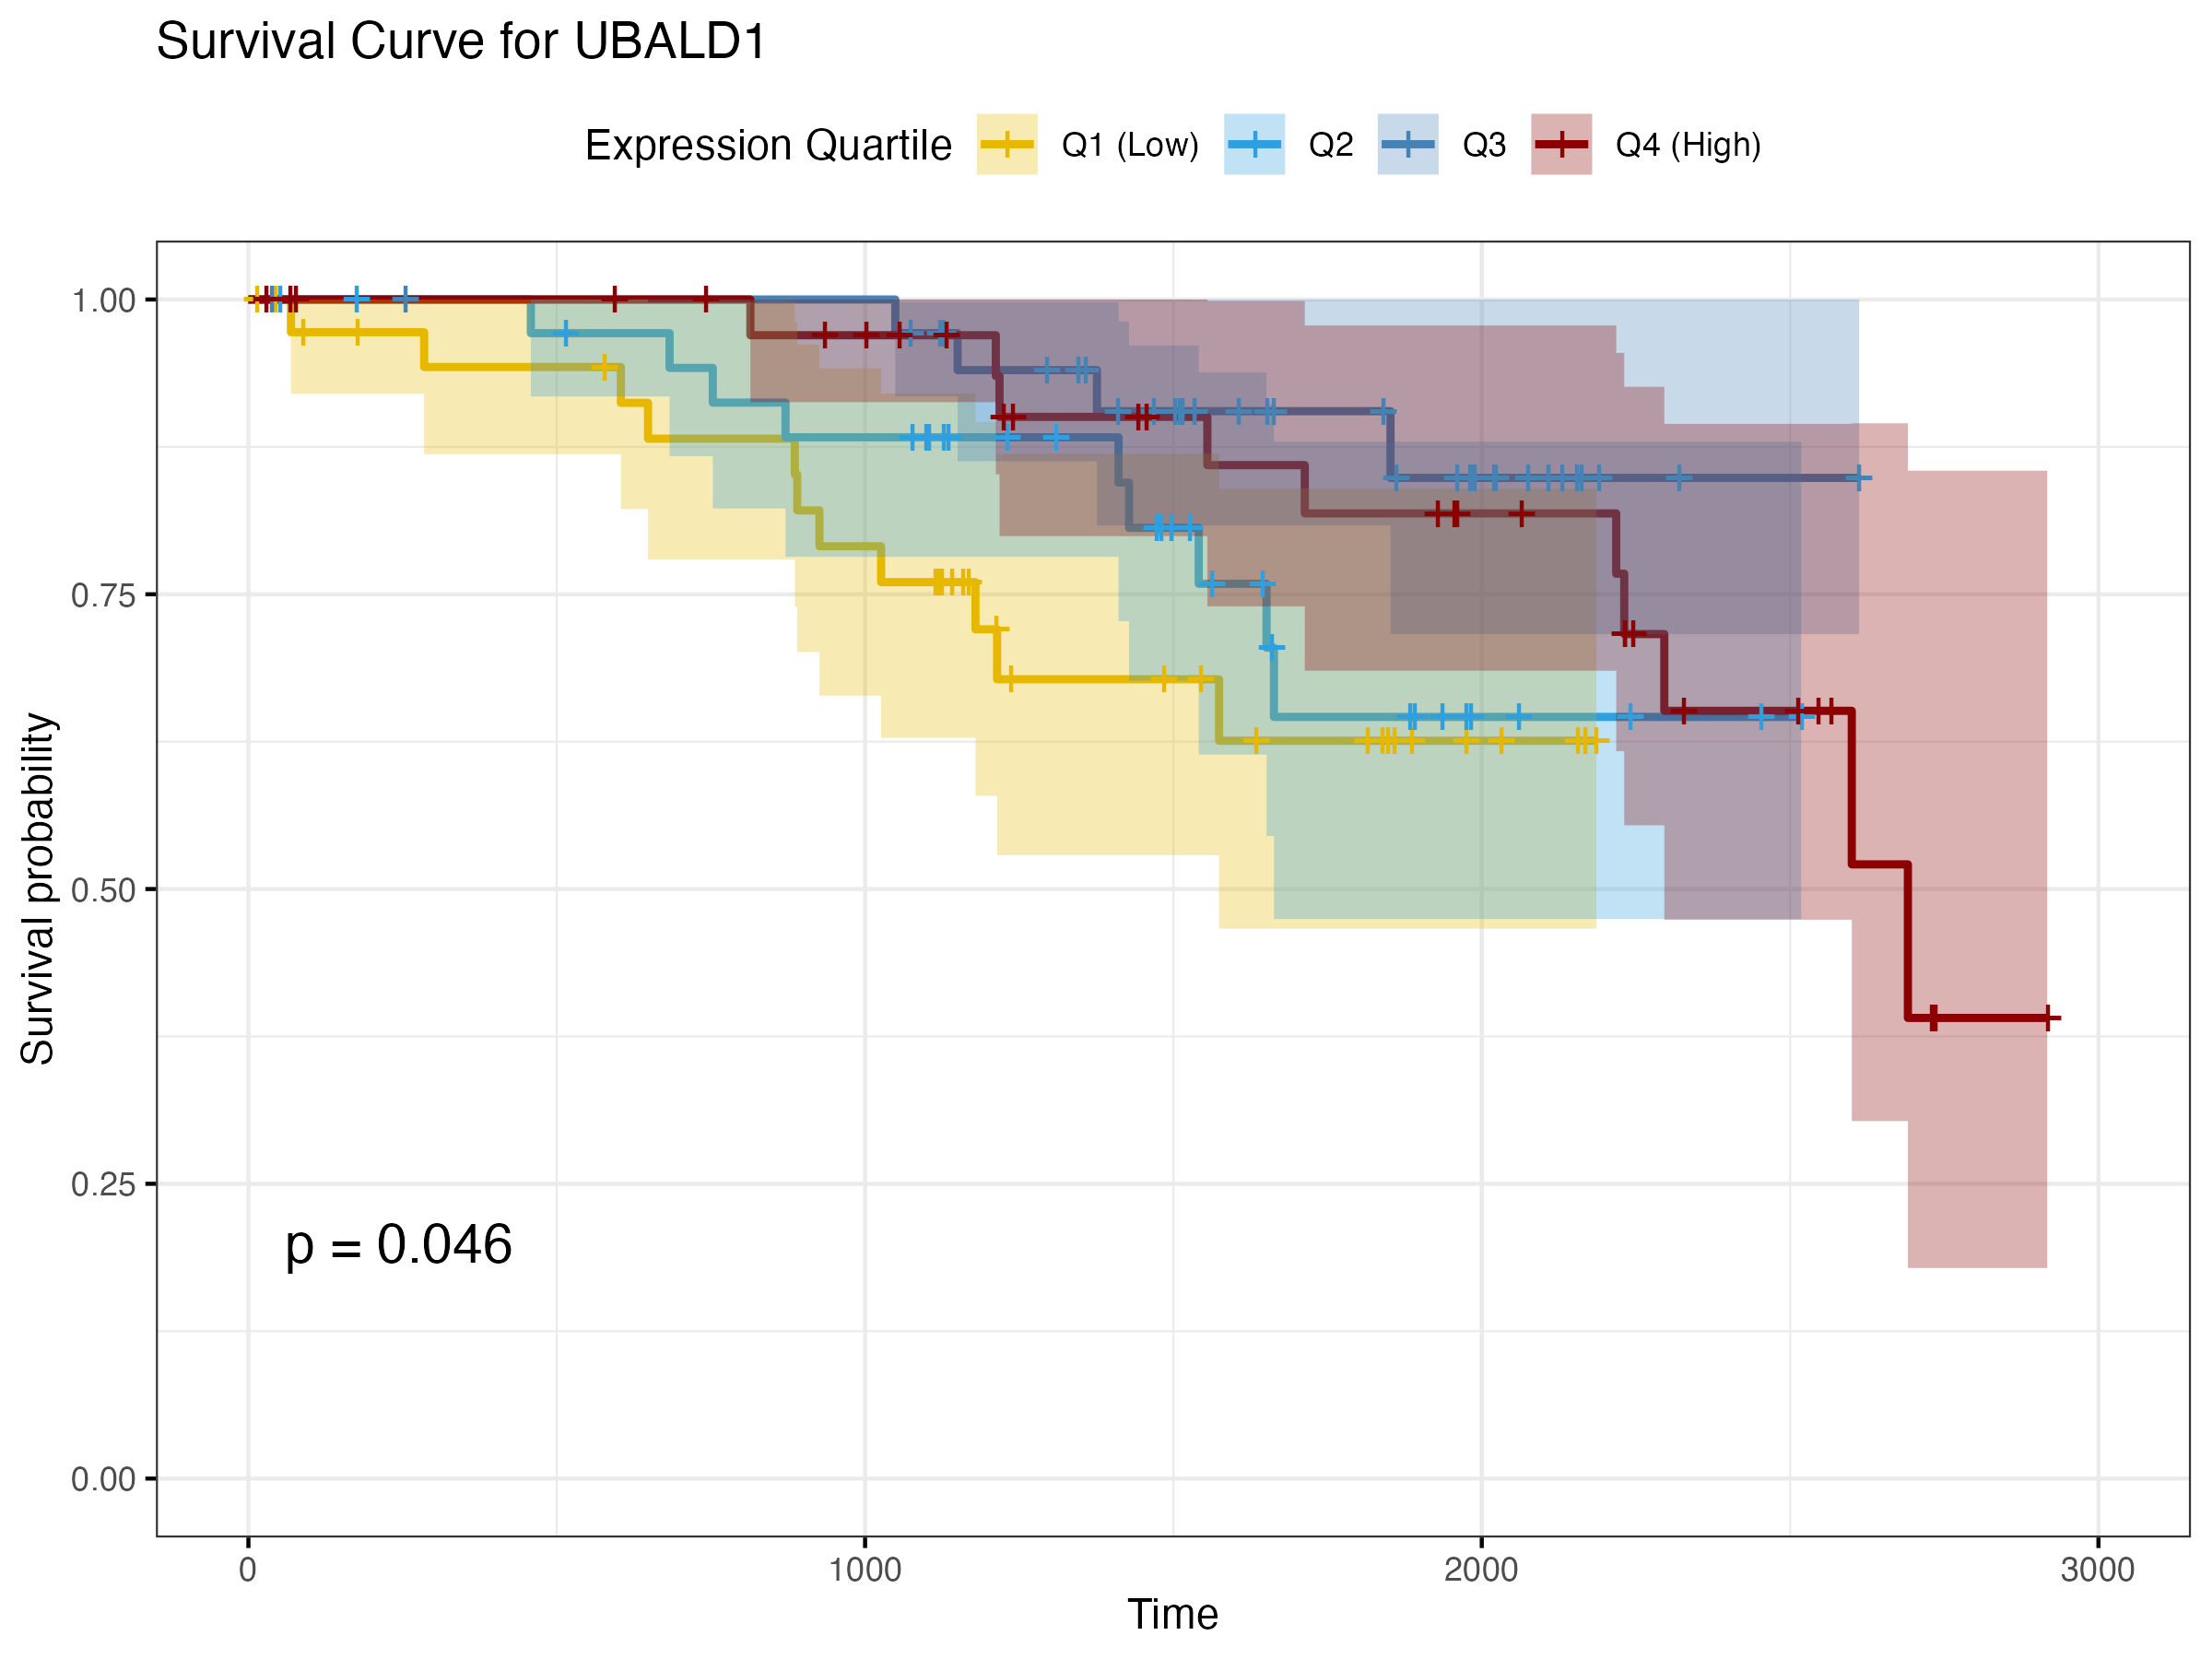 Survival Curve for UBALD1
Expression Quartile Q1 (Low) Q2 Q3 Q4 (High)
Survival probability
1.00
0.75
0.50
0.25
0.00
p = 0.046
0 1000 2000 3000
Time